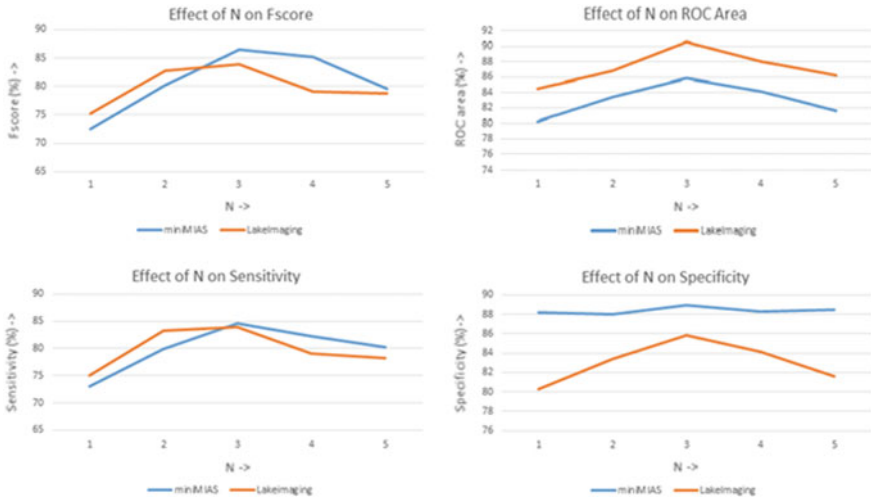 Effect of N on Fscore
Fscore (%) ->
90
85
80
75
70
65
1 2 3 4 5
N ->
miniMIAS LakeImaging
Effect of N on ROC Area
ROC area (%) ->
92
90
88
86
84
82
80
78
76
74
1 2 3 4 5
N ->
miniMIAS LakeImaging
Effect of N on Sensitivity
Sensitivity (%) ->
90
85
80
75
70
65
1 2 3 4 5
N ->
miniMIAS LakeImaging
Effect of N on Specificity
Specificity (%) ->
90
88
86
84
82
80
78
76
1 2 3 4 5
N ->
miniMIAS LakeImaging